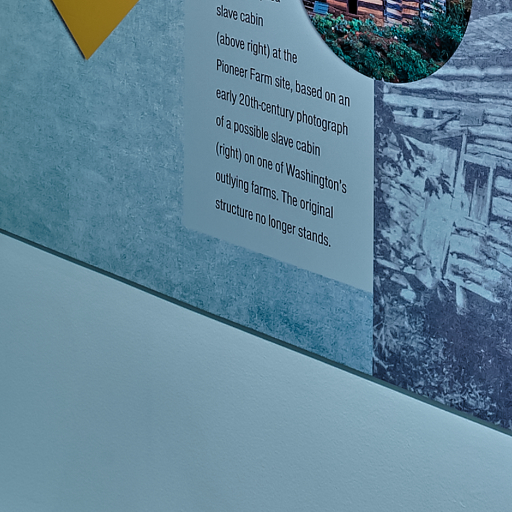 slave cabin
(above right) at the
Pioneer Farm site, based on an
early 20th-century photograph
of a possible slave cabin
(right) on one of Washington's
outlying farms. The original
structure no longer stands.